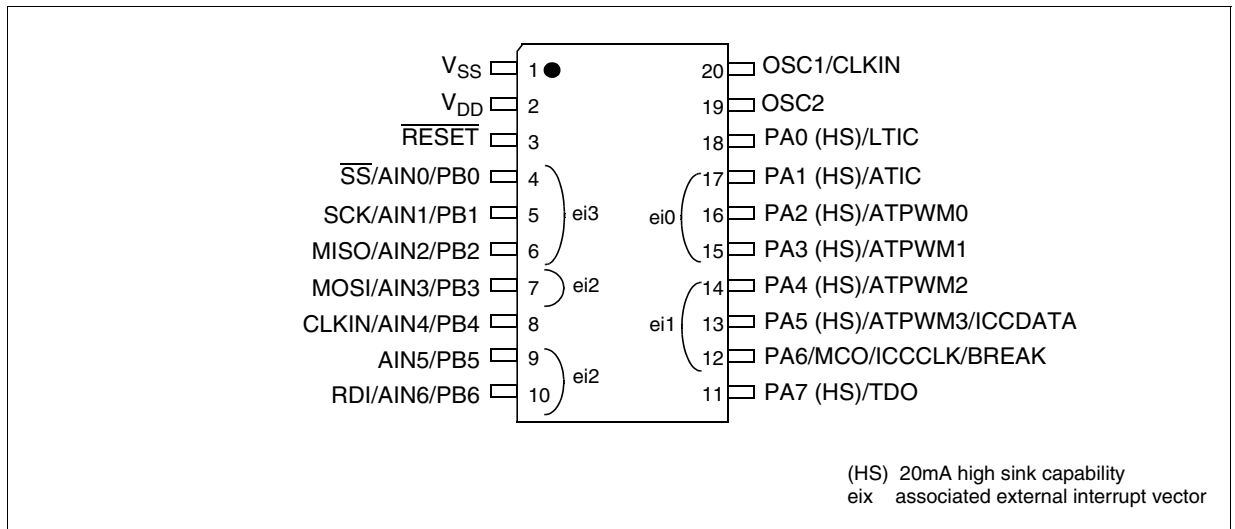 V_SS 1 20 OSC1/CLKIN
V_DD 2 19 OSC2
R̅E̅S̅E̅T̅ 3 18 PA0 (HS)/LTIC
S̅S̅/AIN0/PB0 4 17 PA1 (HS)/ATIC
SCK/AIN1/PB1 5 ei3 ei0 16 PA2 (HS)/ATPWM0
MISO/AIN2/PB2 6 15 PA3 (HS)/ATPWM1
MOSI/AIN3/PB3 7 ei2 14 PA4 (HS)/ATPWM2
CLKIN/AIN4/PB4 8 ei1 13 PA5 (HS)/ATPWM3/ICCDATA
AIN5/PB5 9 12 PA6/MCO/ICCCLK/BREAK
ei2
RDI/AIN6/PB6 10 11 PA7 (HS)/TDO
(HS) 20mA high sink capability
eix associated external interrupt vector